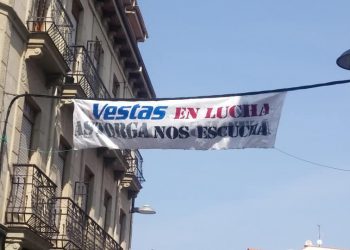 Vestas EN LUCHA
ASTORGA NOS ESCUCHA